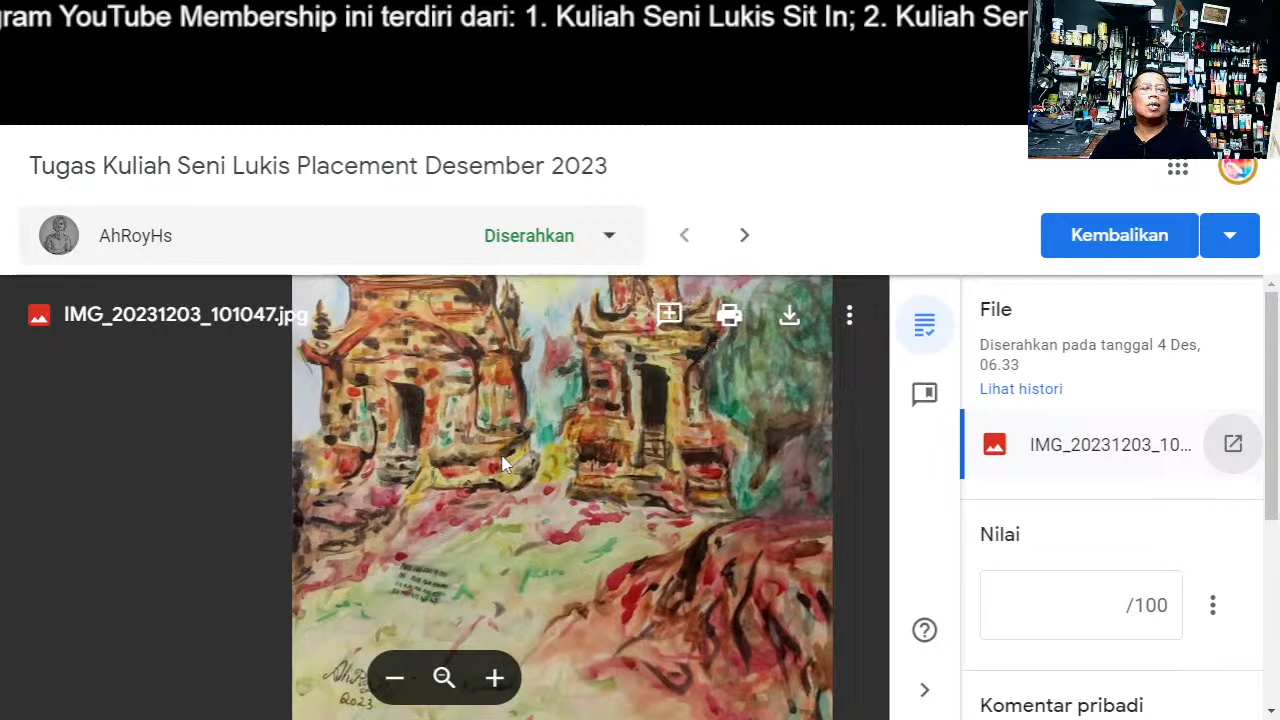 gram YouTube Membership ini terdiri dari: 1. Kuliah Seni Lukis Sit In; 2. Kuliah Ser
Tugas Kuliah Seni Lukis Placement Desember 2023
AhRoyHs
Diserahkan
Kembalikan
IMG_20231203_101047.jpg
File
Diserahkan pada tanggal 4 Des,
06.33
Lihat histori
IMG_20231203_10...
Nilai
/100
2023
Komentar pribadi